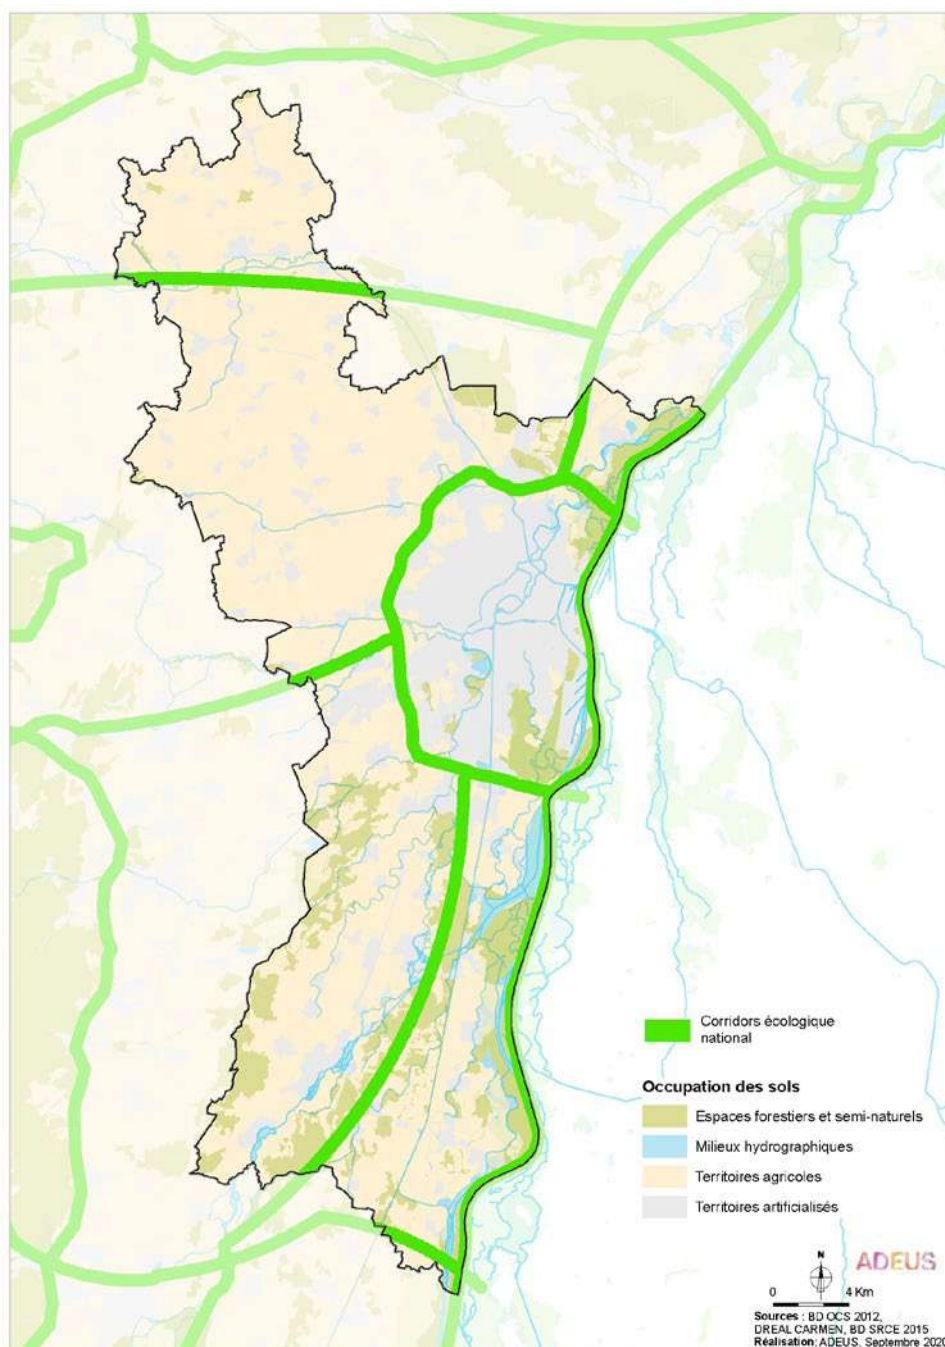 Corridors écologique
national
Occupation des sols
Espaces forestiers et semi-naturels
Milieux hydrographiques
Territoires agricoles
Territoires artificialisés
N
ADEUS
0 4 Km
Sources : BD OCS 2012,
DREAL CARMEN, BD SRCE 2015
Réalisation: ADEUS, Septembre 2020